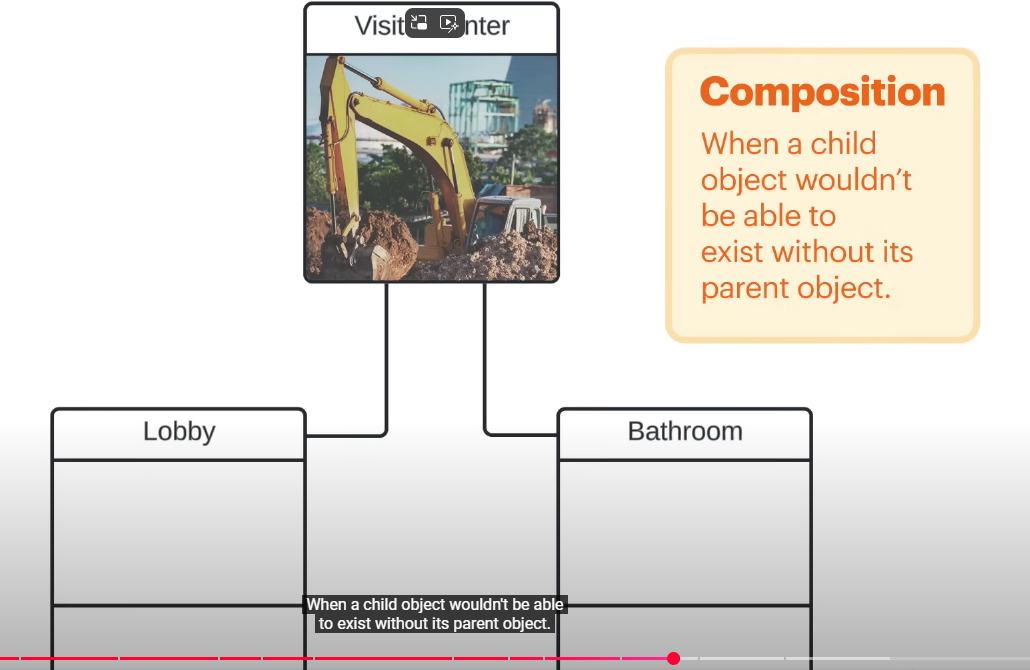 Visit nter
Composition
When a child
object wouldn’t
be able to
exist without its
parent object.
Lobby
Bathroom
When a child object wouldn't be able
to exist without its parent object.